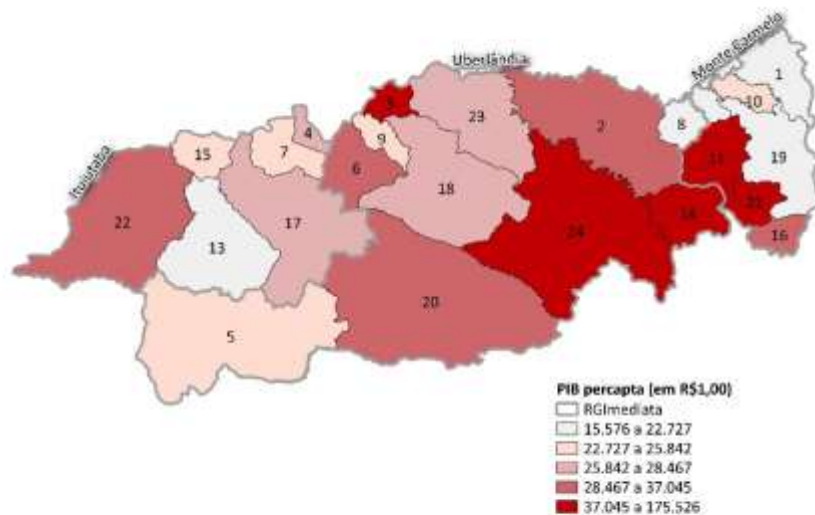 Uberlândia
Monte Carmelo
Ituiutaba
1
10
3
4
23
2
8
9
15
7
11
19
6
18
22
17
14
16
13
24
20
5
PIB percapta (em R$1,00)
RGImediata
15.576 a 22.727
22.727 a 25.842
25.842 a 28.467
28.467 a 37.045
37.045 a 175.526